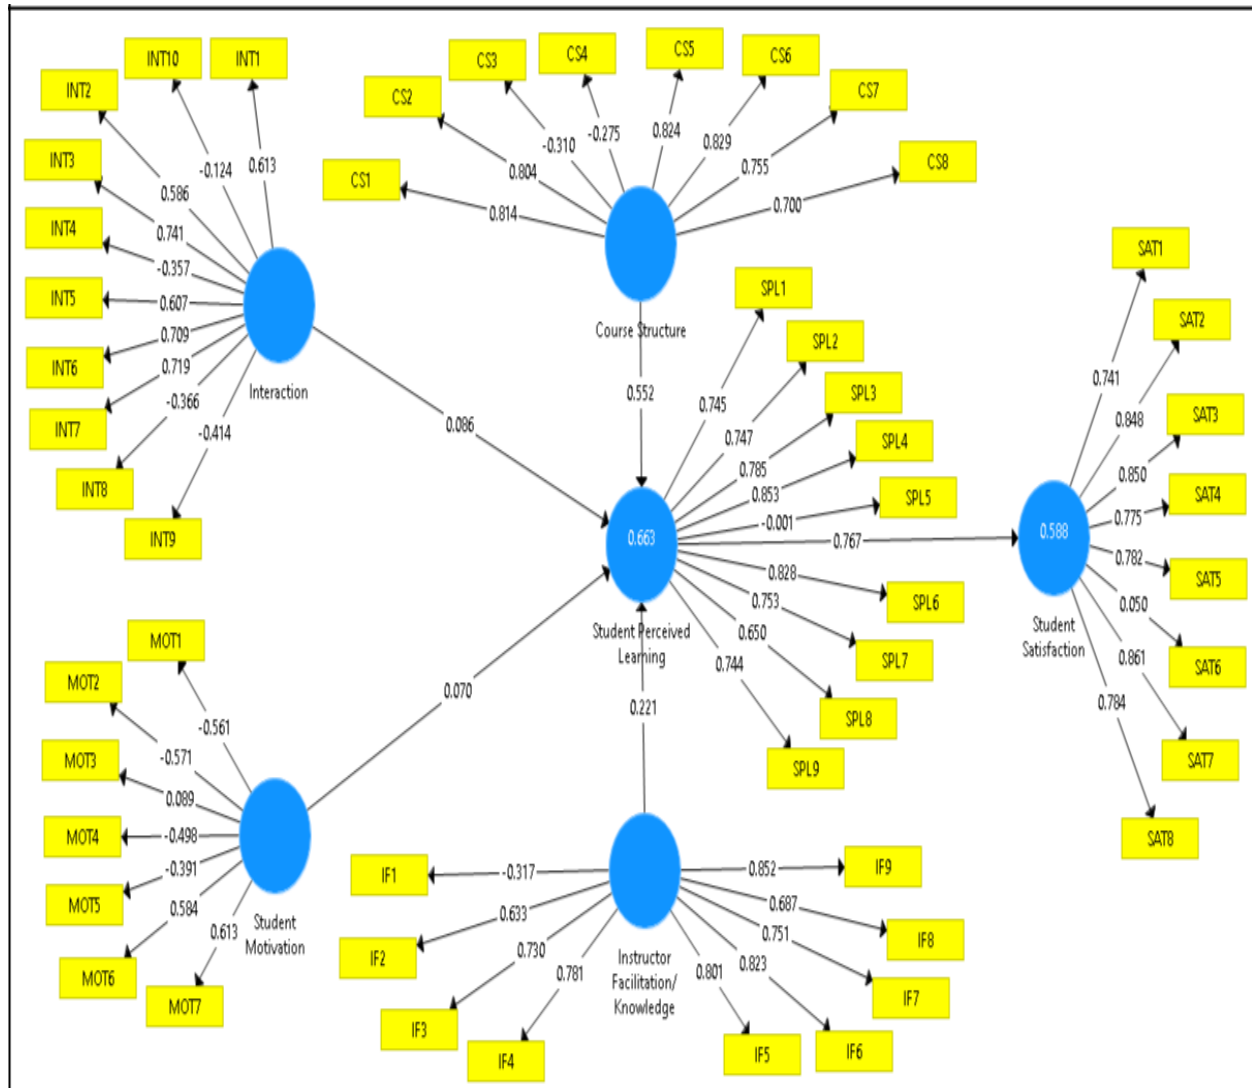 INT10
INT1
INT2
INT3
INT4
INT5
INT6
INT7
INT8
INT9
0.613
-0.124
0.586
0.741
-0.357
0.607
0.709
0.719
-0.366
-0.414
Interaction
CS1
CS2
CS3
CS4
CS5
CS6
CS7
CS8
0.814
0.804
-0.310
-0.275
0.824
0.829
0.755
0.700
Course Structure
0.552
0.086
SPL1
SPL2
SPL3
SPL4
SPL5
SPL6
SPL7
SPL8
SPL9
0.745
0.747
0.785
0.853
-0.001
0.767
0.828
0.753
0.650
0.744
0.663
Student Perceived
Learning
SAT1
SAT2
SAT3
SAT4
SAT5
SAT6
SAT7
SAT8
0.741
0.848
0.850
0.775
0.782
0.050
0.861
0.784
0.588
Student
Satisfaction
MOT1
MOT2
MOT3
MOT4
MOT5
MOT6
MOT7
-0.561
-0.571
0.089
-0.498
-0.391
0.584
0.613
Student
Motivation
0.070
0.221
IF1
IF2
IF3
IF4
IF5
IF6
IF7
IF8
IF9
-0.317
0.633
0.730
0.781
0.801
0.823
0.751
0.687
0.852
Instructor
Facilitation/
Knowledge